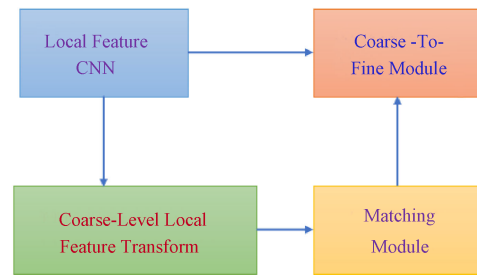 Local Feature
CNN
Coarse -To-
Fine Module
Coarse-Level Local
Feature Transform
Matching
Module